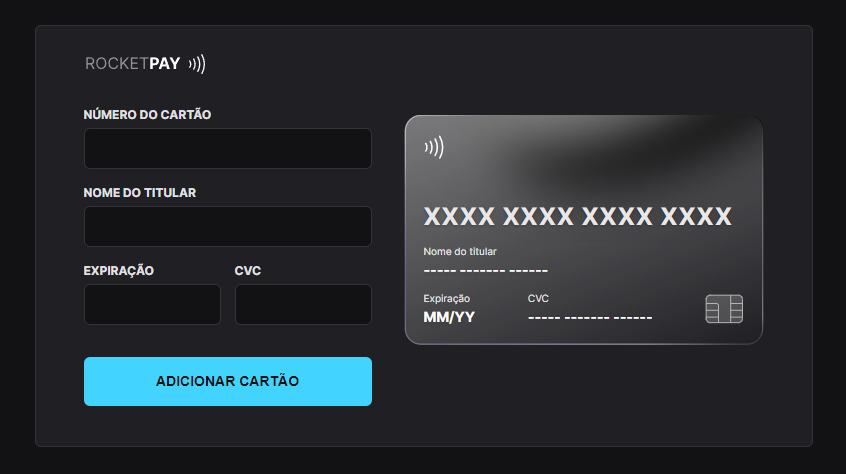 ROCKETPAY
NÚMERO DO CARTÃO
NOME DO TITULAR
EXPIRAÇÃO CVC
ADICIONAR CARTÃO
XXXX XXXX XXXX XXXX
Nome do titular
----- ------- ------
Expiração CVC
MM/YY ----- ------- ------